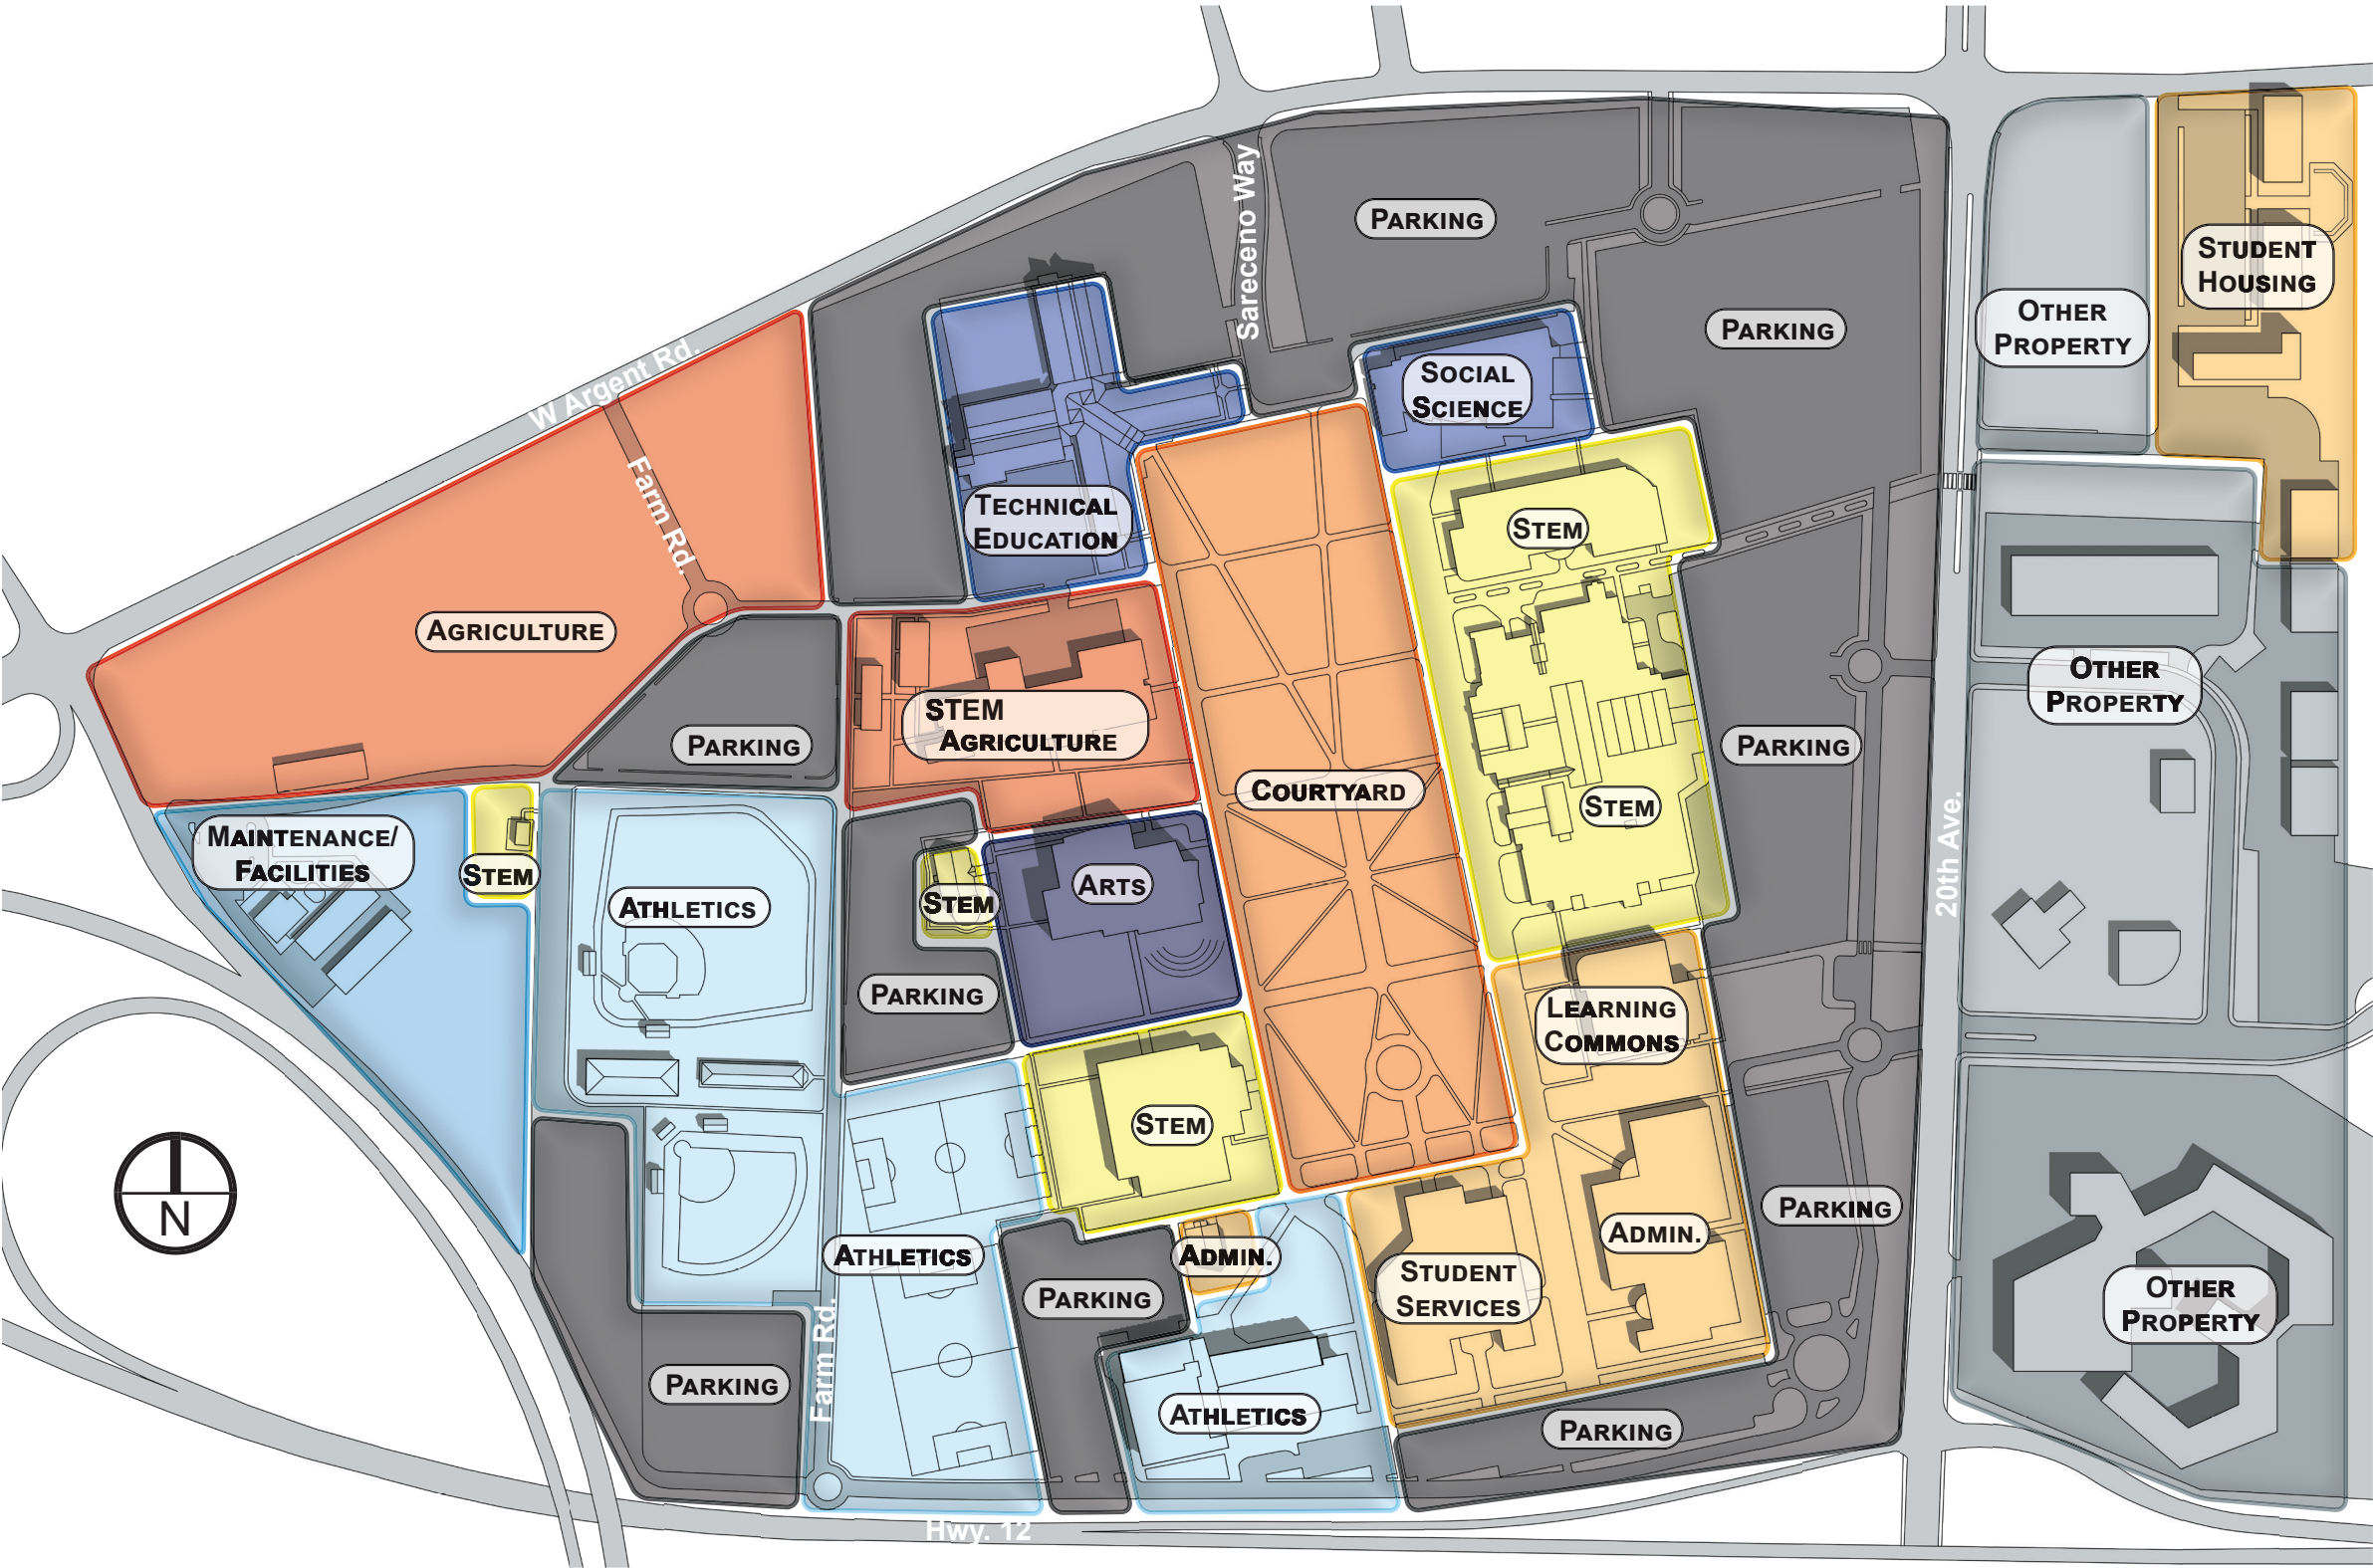 Sareceno Way
PARKING
STUDENT
HOUSING
OTHER
PROPERTY
PARKING
W Argent Rd.
SOCIAL
SCIENCE
Farm Rd.
TECHNICAL
EDUCATION
STEM
AGRICULTURE
OTHER
PROPERTY
STEM
AGRICULTURE
PARKING
PARKING
COURTYARD
STEM
MAINTENANCE/
FACILITIES
STEM
ATHLETICS
STEM
ARTS
20th Ave.
PARKING
LEARNING
COMMONS
STEM
N
PARKING
ADMIN.
ATHLETICS
ADMIN.
STUDENT
SERVICES
PARKING
OTHER
PROPERTY
Farm Rd.
PARKING
ATHLETICS
PARKING
Hwy. 12